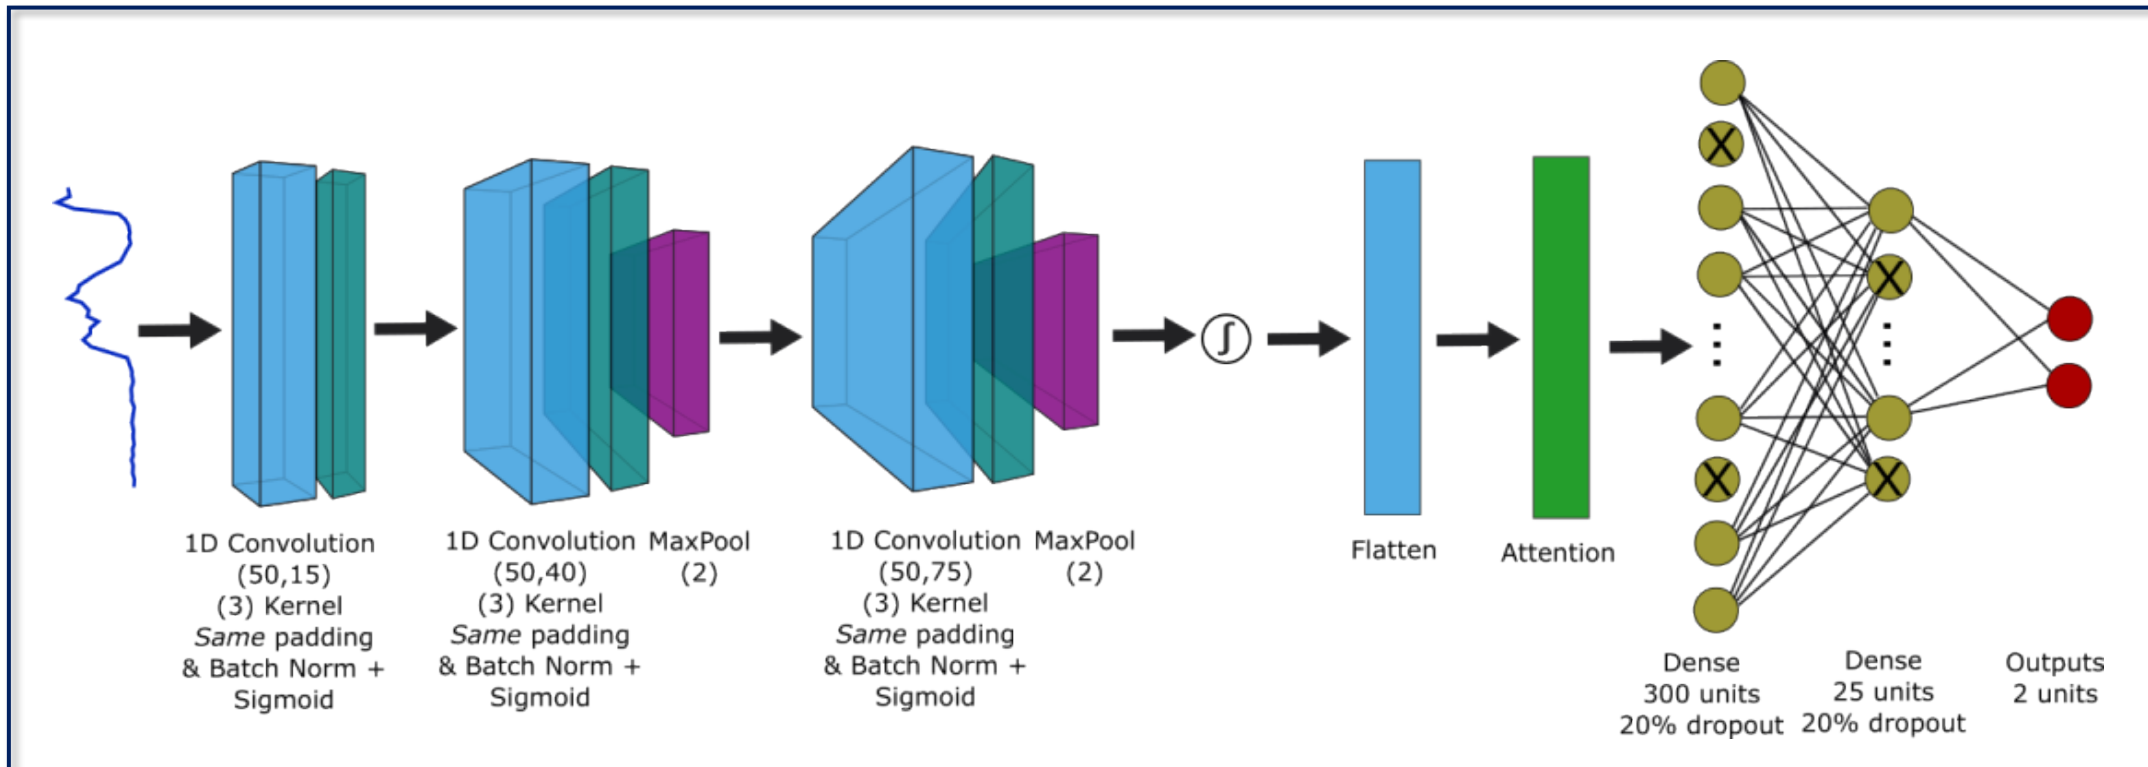 1D Convolution
(50,15)
(3) Kernel
Same padding
& Batch Norm +
Sigmoid
1D Convolution
(50,40)
(3) Kernel
Same padding
& Batch Norm +
Sigmoid
MaxPool
(2)
1D Convolution
(50,75)
(3) Kernel
Same padding
& Batch Norm +
Sigmoid
MaxPool
(2)
∫
Flatten
Attention
X
X
Dense
300 units
20% dropout
X
X
Dense
25 units
20% dropout
Outputs
2 units